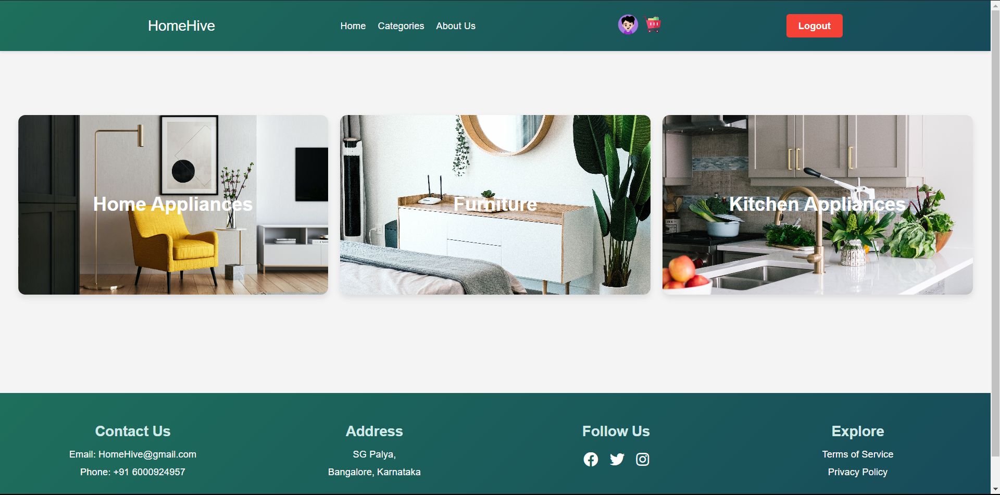 HomeHive
Home Categories About Us
Logout
Home Appliances
Furniture
Kitchen Appliances
Contact Us
Email: HomeHive@gmail.com
Phone: +91 6000924957
Address
SG Palya,
Bangalore, Karnataka
Follow Us
Explore
Terms of Service
Privacy Policy